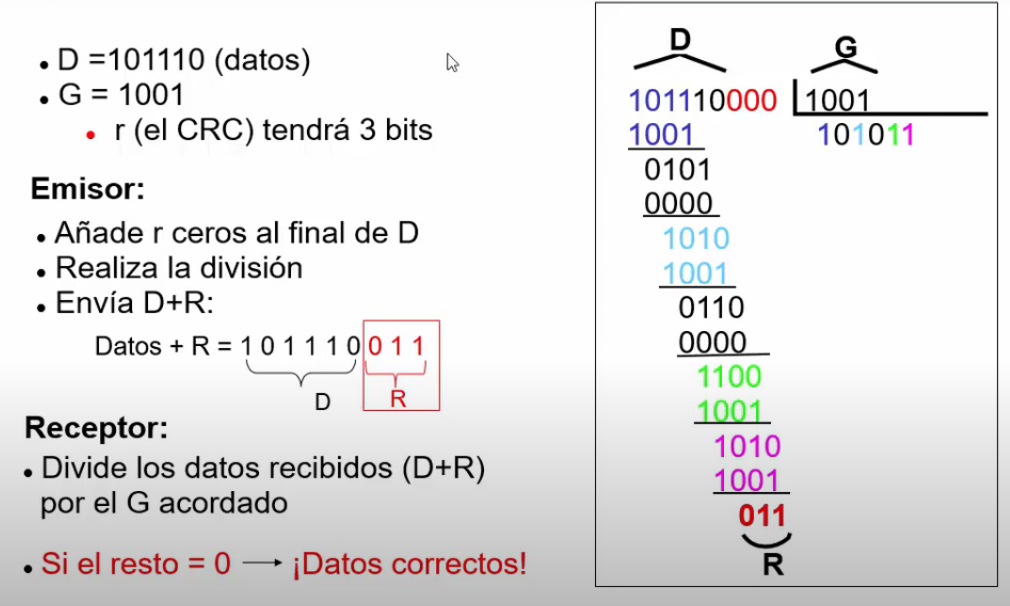 • D =101110 (datos)
• G = 1001
• r (el CRC) tendrá 3 bits
Emisor:
• Añade r ceros al final de D
• Realiza la división
• Envía D+R:
Datos + R = 1 0 1 1 1 0 0 1 1
D R
Receptor:
• Divide los datos recibidos (D+R)
por el G acordado
• Si el resto = 0 → ¡Datos correctos!
D G
101110000 1001
1001 101011
0101
0000
1010
1001
0110
0000
1100
1001
1010
1001
011
R